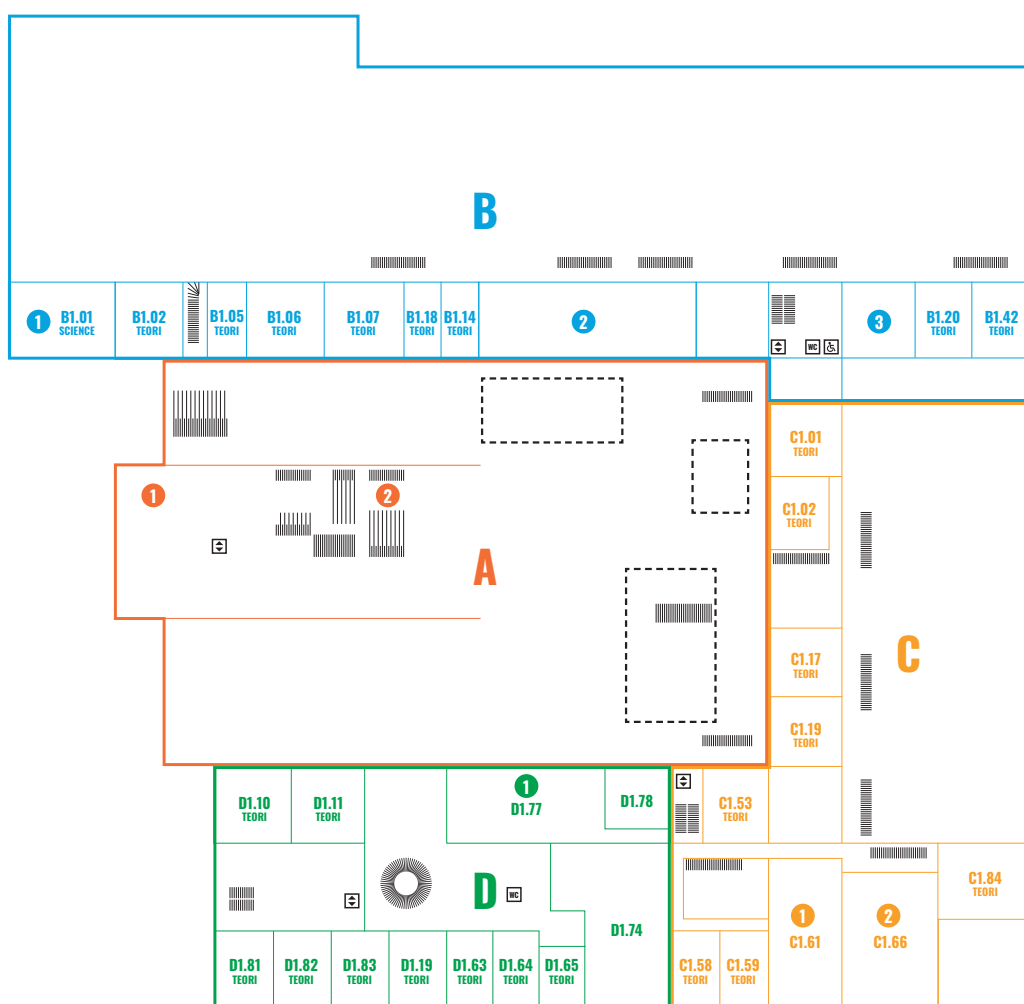 B
1
B1.01
SCIENCE
B1.02
TEORI
B1.05
TEORI
B1.06
TEORI
B1.07
TEORI
B1.18
TEORI
B1.14
TEORI
2
3
B1.20
TEORI
B1.42
TEORI
WC
C1.01
TEORI
1
2
C1.02
TEORI
A
C
C1.17
TEORI
C1.19
TEORI
D1.10
TEORI
D1.11
TEORI
1
D1.77
D1.78
C1.53
TEORI
D
WC
C1.84
TEORI
D1.74
1
C1.61
2
C1.66
D1.81
TEORI
D1.82
TEORI
D1.83
TEORI
D1.19
TEORI
D1.63
TEORI
D1.64
TEORI
D1.65
TEORI
C1.58
TEORI
C1.59
TEORI